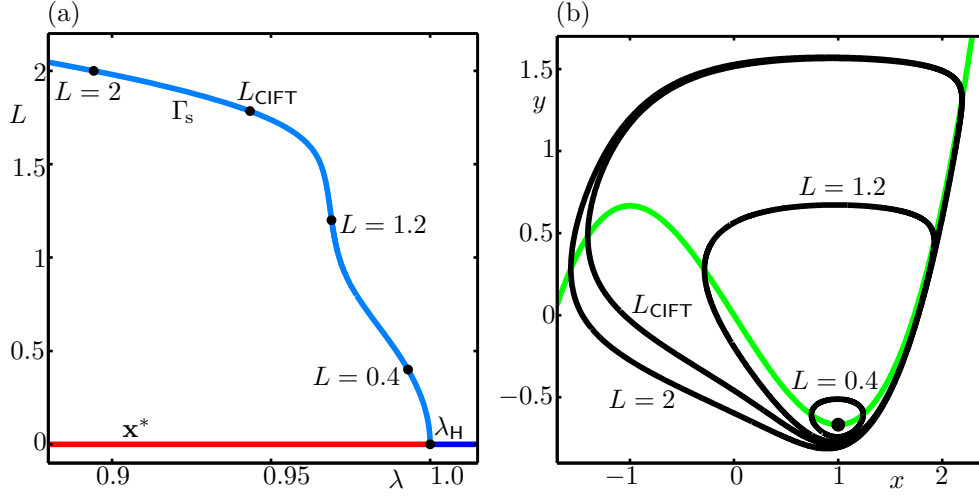 (a)
2
L = 2
L_CIFT
Γ_s
L
1.5
L = 1.2
1
0.5
L = 0.4
x*
λ_H
0
0.9
0.95
λ
1.0
(b)
1.5
y
1
L = 1.2
0.5
0
L_CIFT
L = 0.4
−0.5
L = 2
−1
0
1
x
2